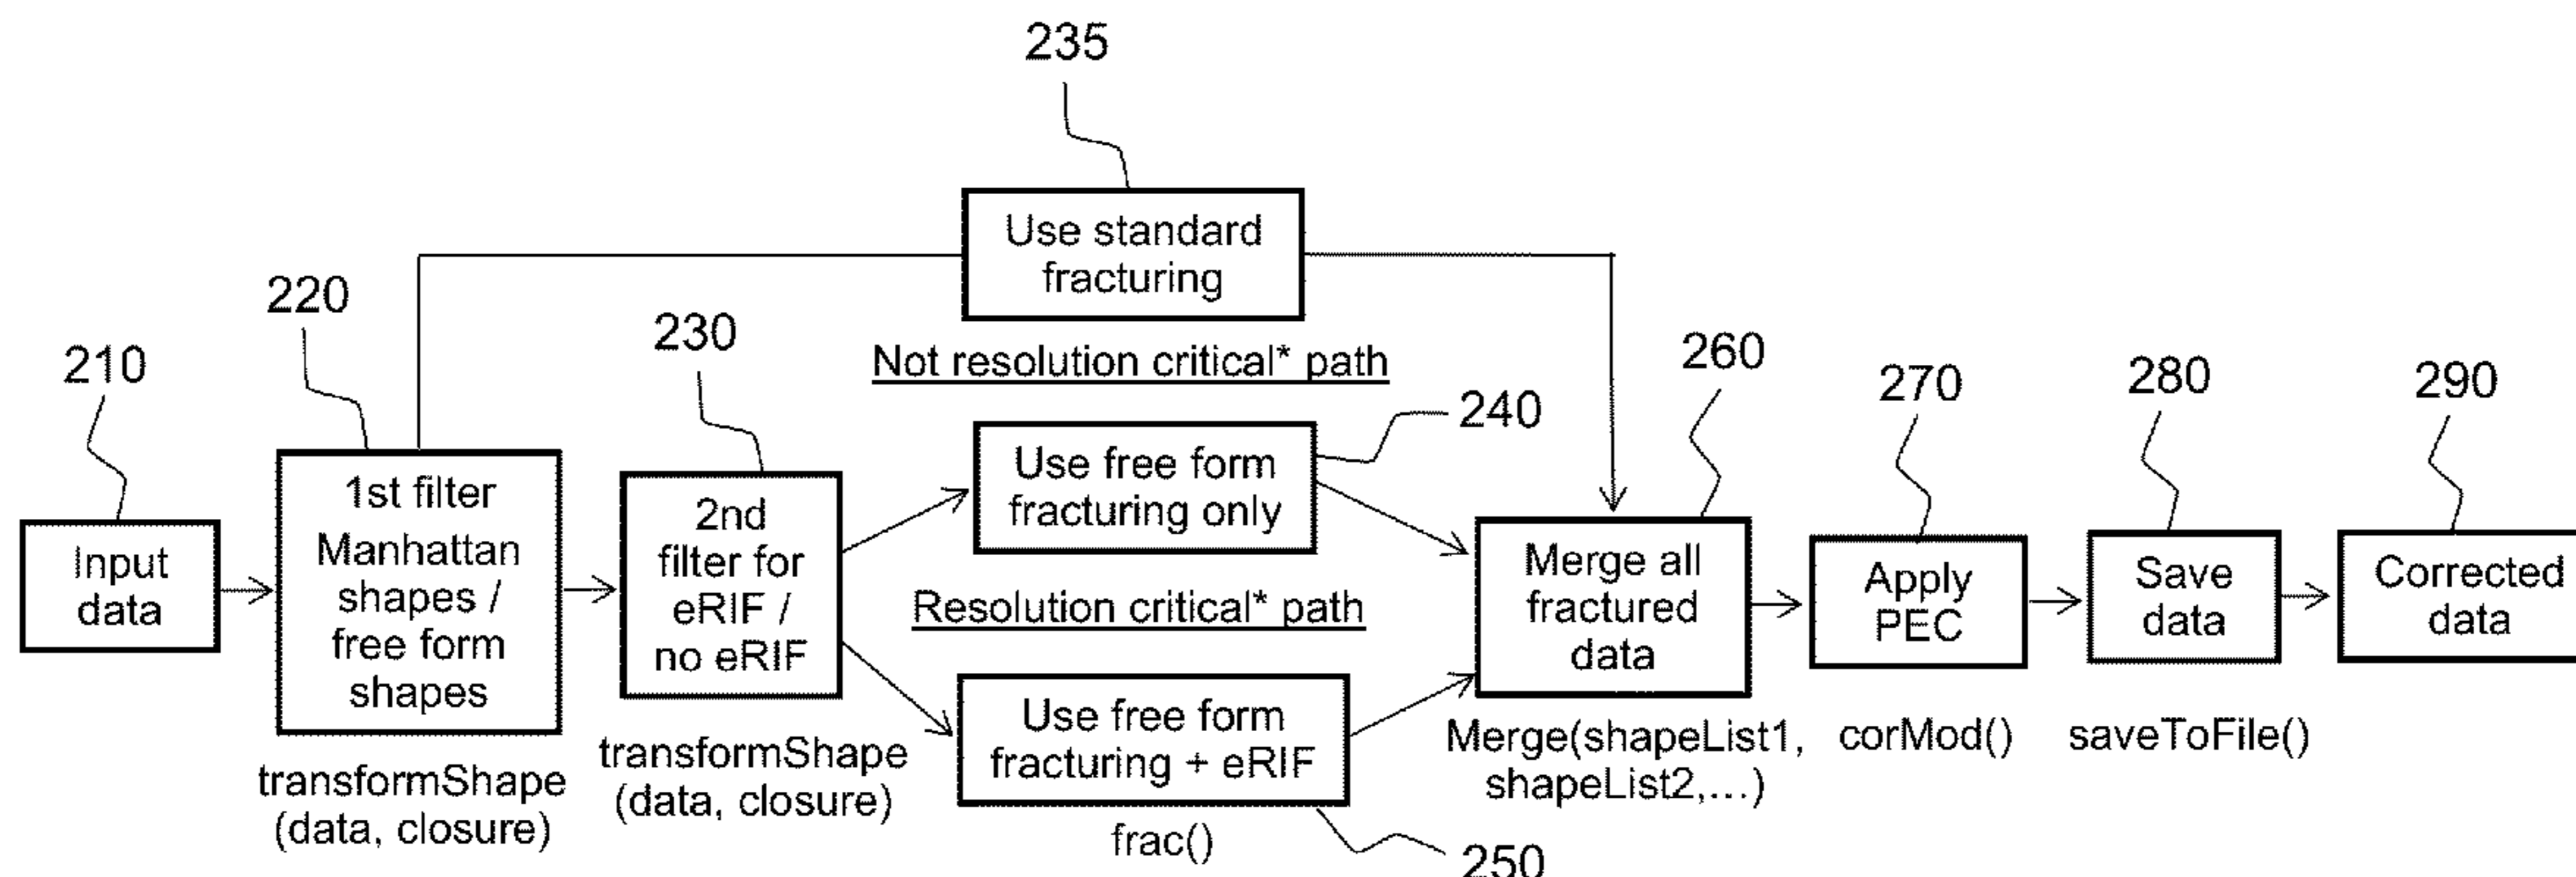 235
Use standard
fracturing
Not resolution critical* path
210
Input
data
220
1st filter
Manhattan
shapes /
free form
shapes
transformShape
(data, closure)
230
2nd
filter for
eRIF /
no eRIF
transformShape
(data, closure)
240
Use free form
fracturing only
Resolution critical* path
Use free form
fracturing + eRIF
frac()
250
260
Merge all
fractured
data
Merge(shapeList1,
shapeList2,...)
270
Apply
PEC
corMod()
280
Save
data
saveToFile()
290
Corrected
data